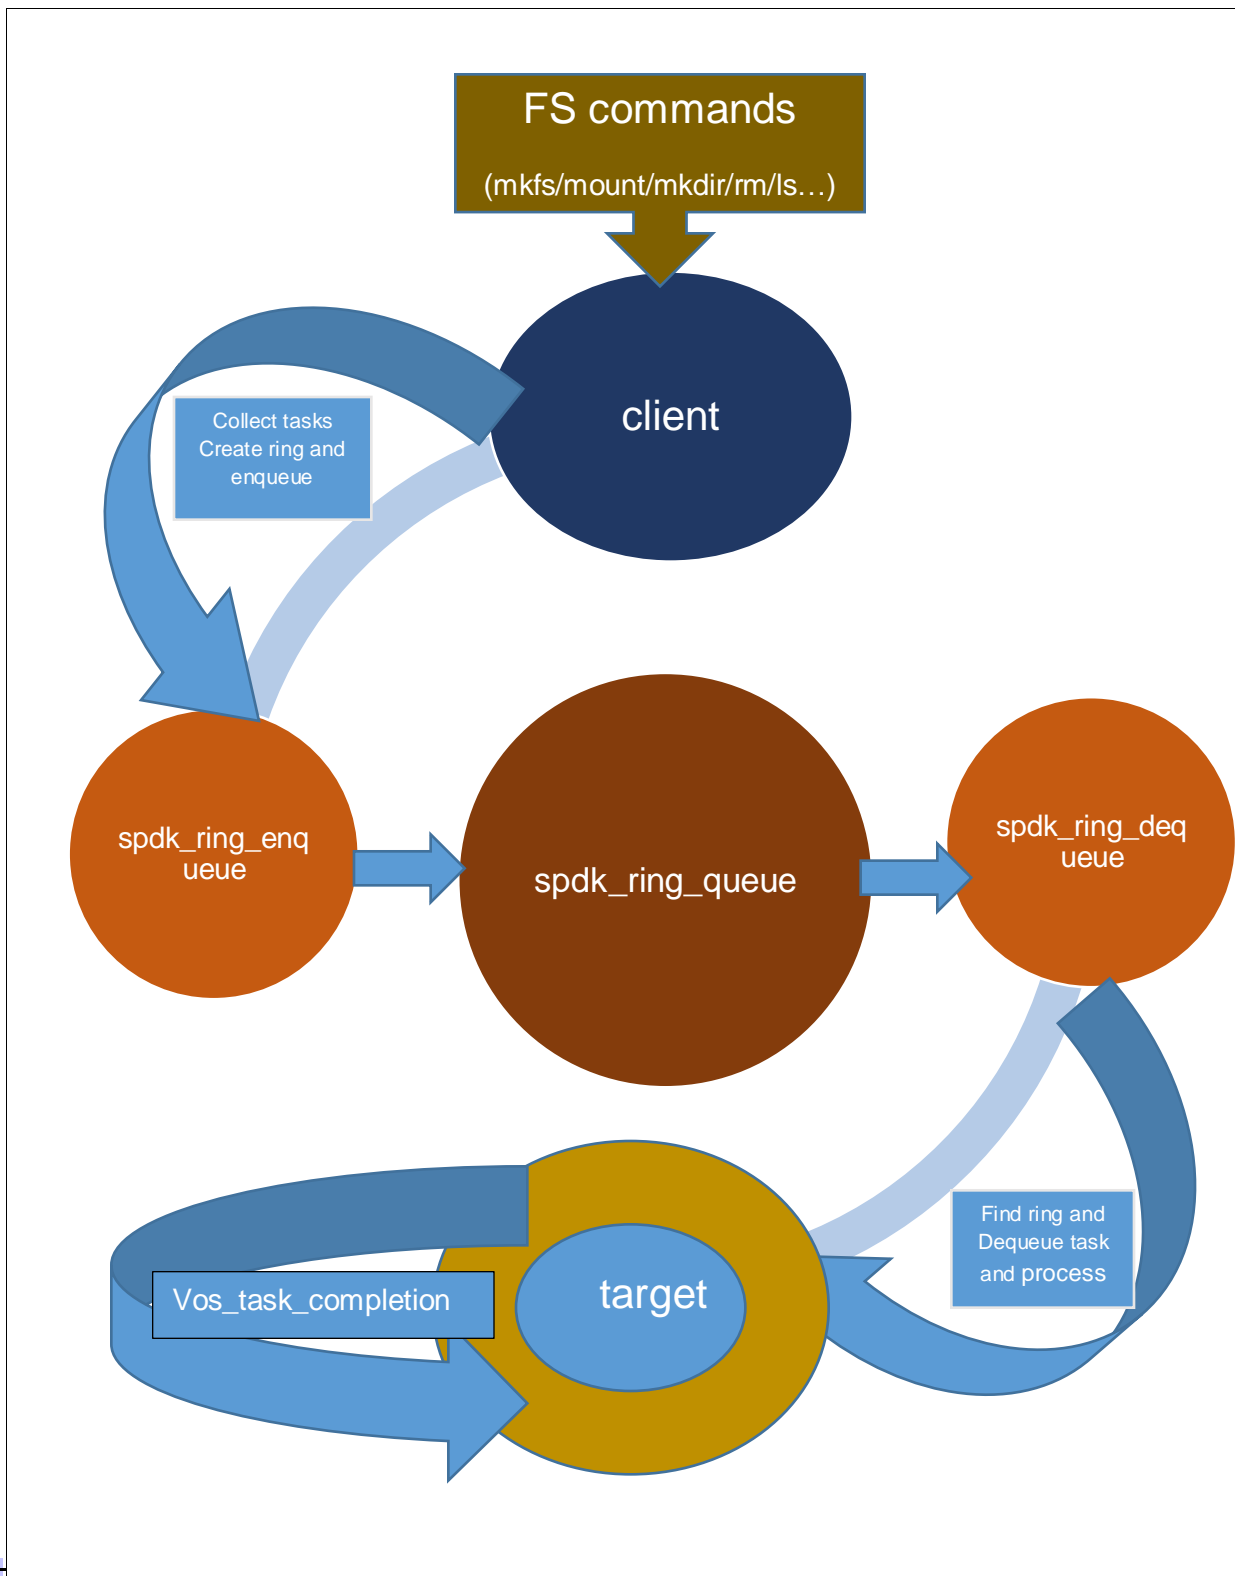 FS commands
(mkfs/mount/mkdir/rm/ls...)
client
Collect tasks
Create ring and
enqueue
spdk_ring_enq
ueue
spdk_ring_queue
spdk_ring_deq
ueue
Find ring and
Dequeue task
and process
Vos_task_completion
target